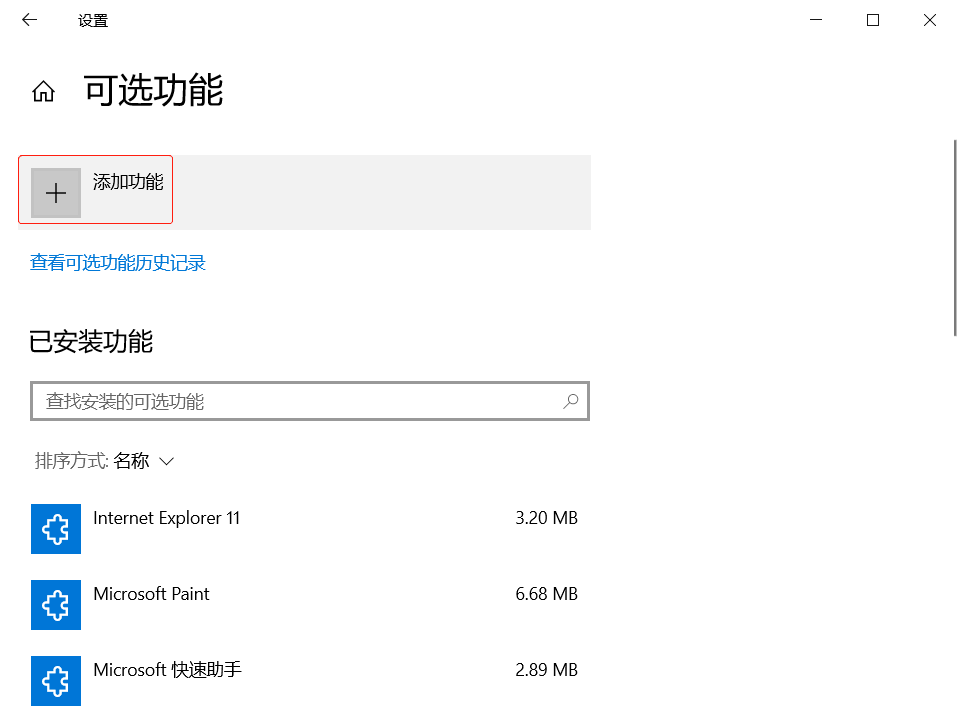 设置
可选功能
添加功能
查看可选功能历史记录
已安装功能
查找安装的可选功能
排序方式: 名称
Internet Explorer 11 3.20 MB
Microsoft Paint 6.68 MB
Microsoft 快速助手 2.89 MB